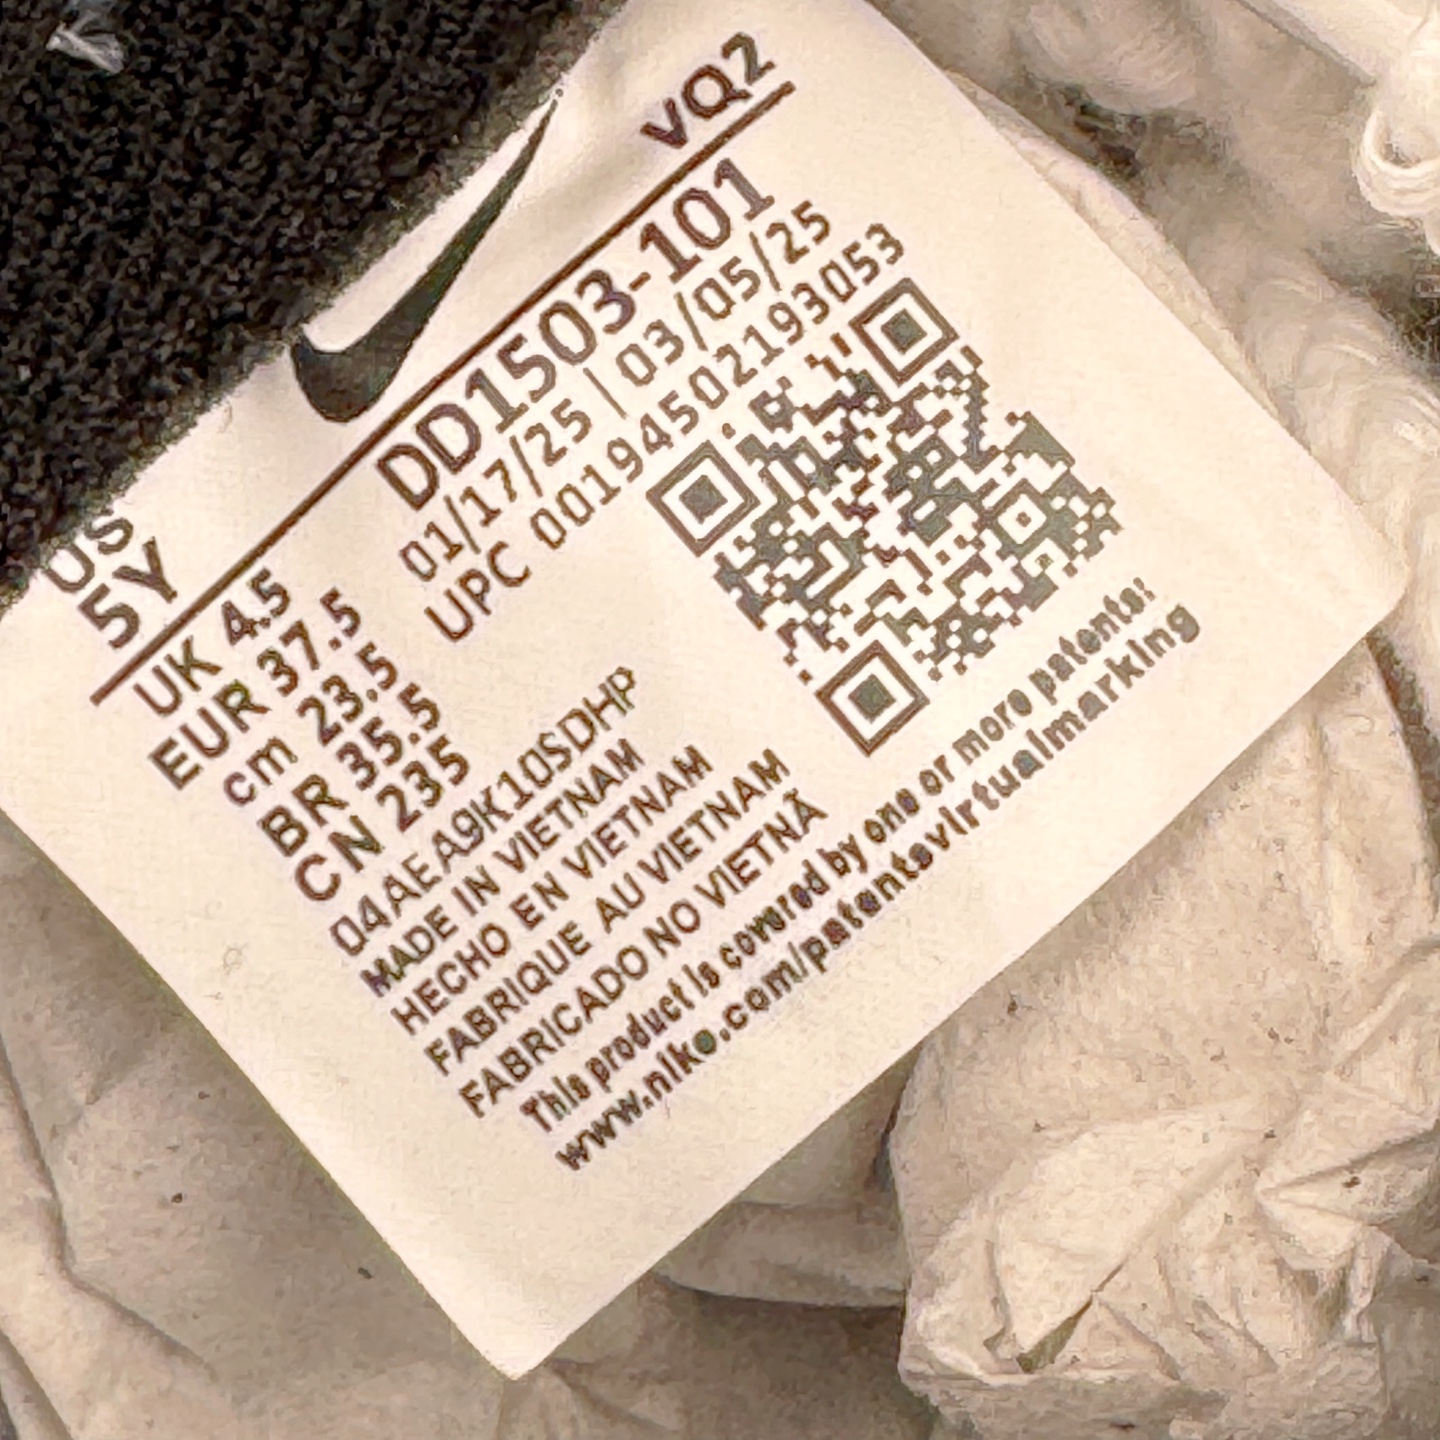 VQ2
DD1503-101
01/17/25 | 03/05/25
UPC 00194502193053
US
5Y
UK 4.5
EUR 37.5
cm 23.5
BR 35.5
CN 235
04AEA9K10SDHP
MADE IN VIETNAM
HECHO EN VIETNAM
FABRIQUE AU VIETNAM
FABRICADO NO VIETNÃ
This product is covered by one or more patents:
www.nike.com/patentsvirtualmarking